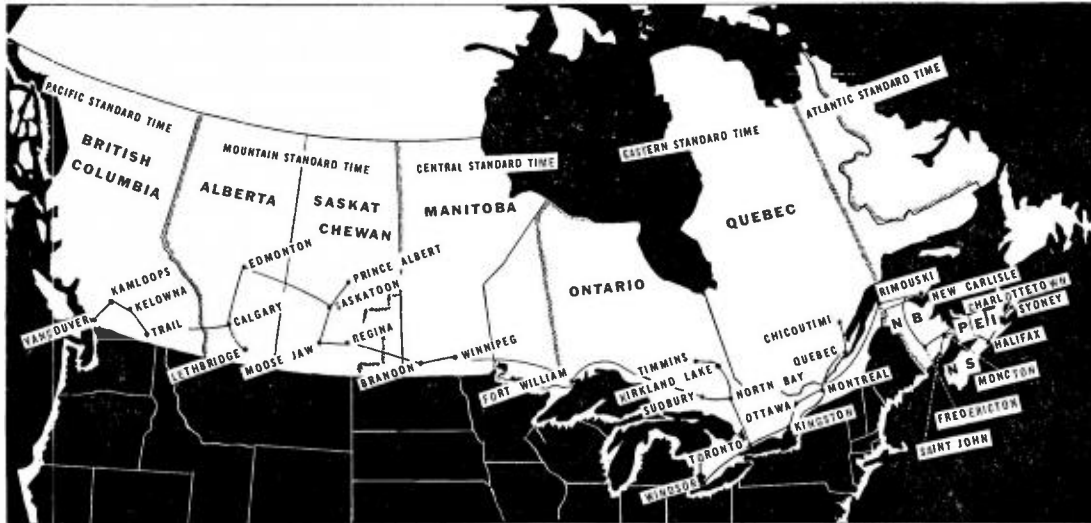 PACIFIC STANDARD TIME
BRITISH
COLUMBIA
MOUNTAIN STANDARD TIME
ALBERTA
SASKAT
CHEWAN
CENTRAL STANDARD TIME
MANITOBA
EASTERN STANDARD TIME
ONTARIO
QUEBEC
ATLANTIC STANDARD TIME
VANCOUVER
KAMLOOPS
KELOWNA
TRAIL
EDMONTON
CALGARY
LETHBRIDGE
PRINCE ALBERT
SASKATOON
MOOSE JAW
REGINA
BRANDON
WINNIPEG
FORT WILLIAM
TIMMINS
KIRKLAND LAKE
SUDBURY
NORTH BAY
OTTAWA
TORONTO
WINDSOR
KINGSTON
MONTREAL
QUEBEC
CHICOUTIMI
RIMOUSKI
NEW CARLISLE
N B
CHARLOTTETOWN
P E I
SYDNEY
HALIFAX
N S
MONCTON
FREDERICTON
SAINT JOHN